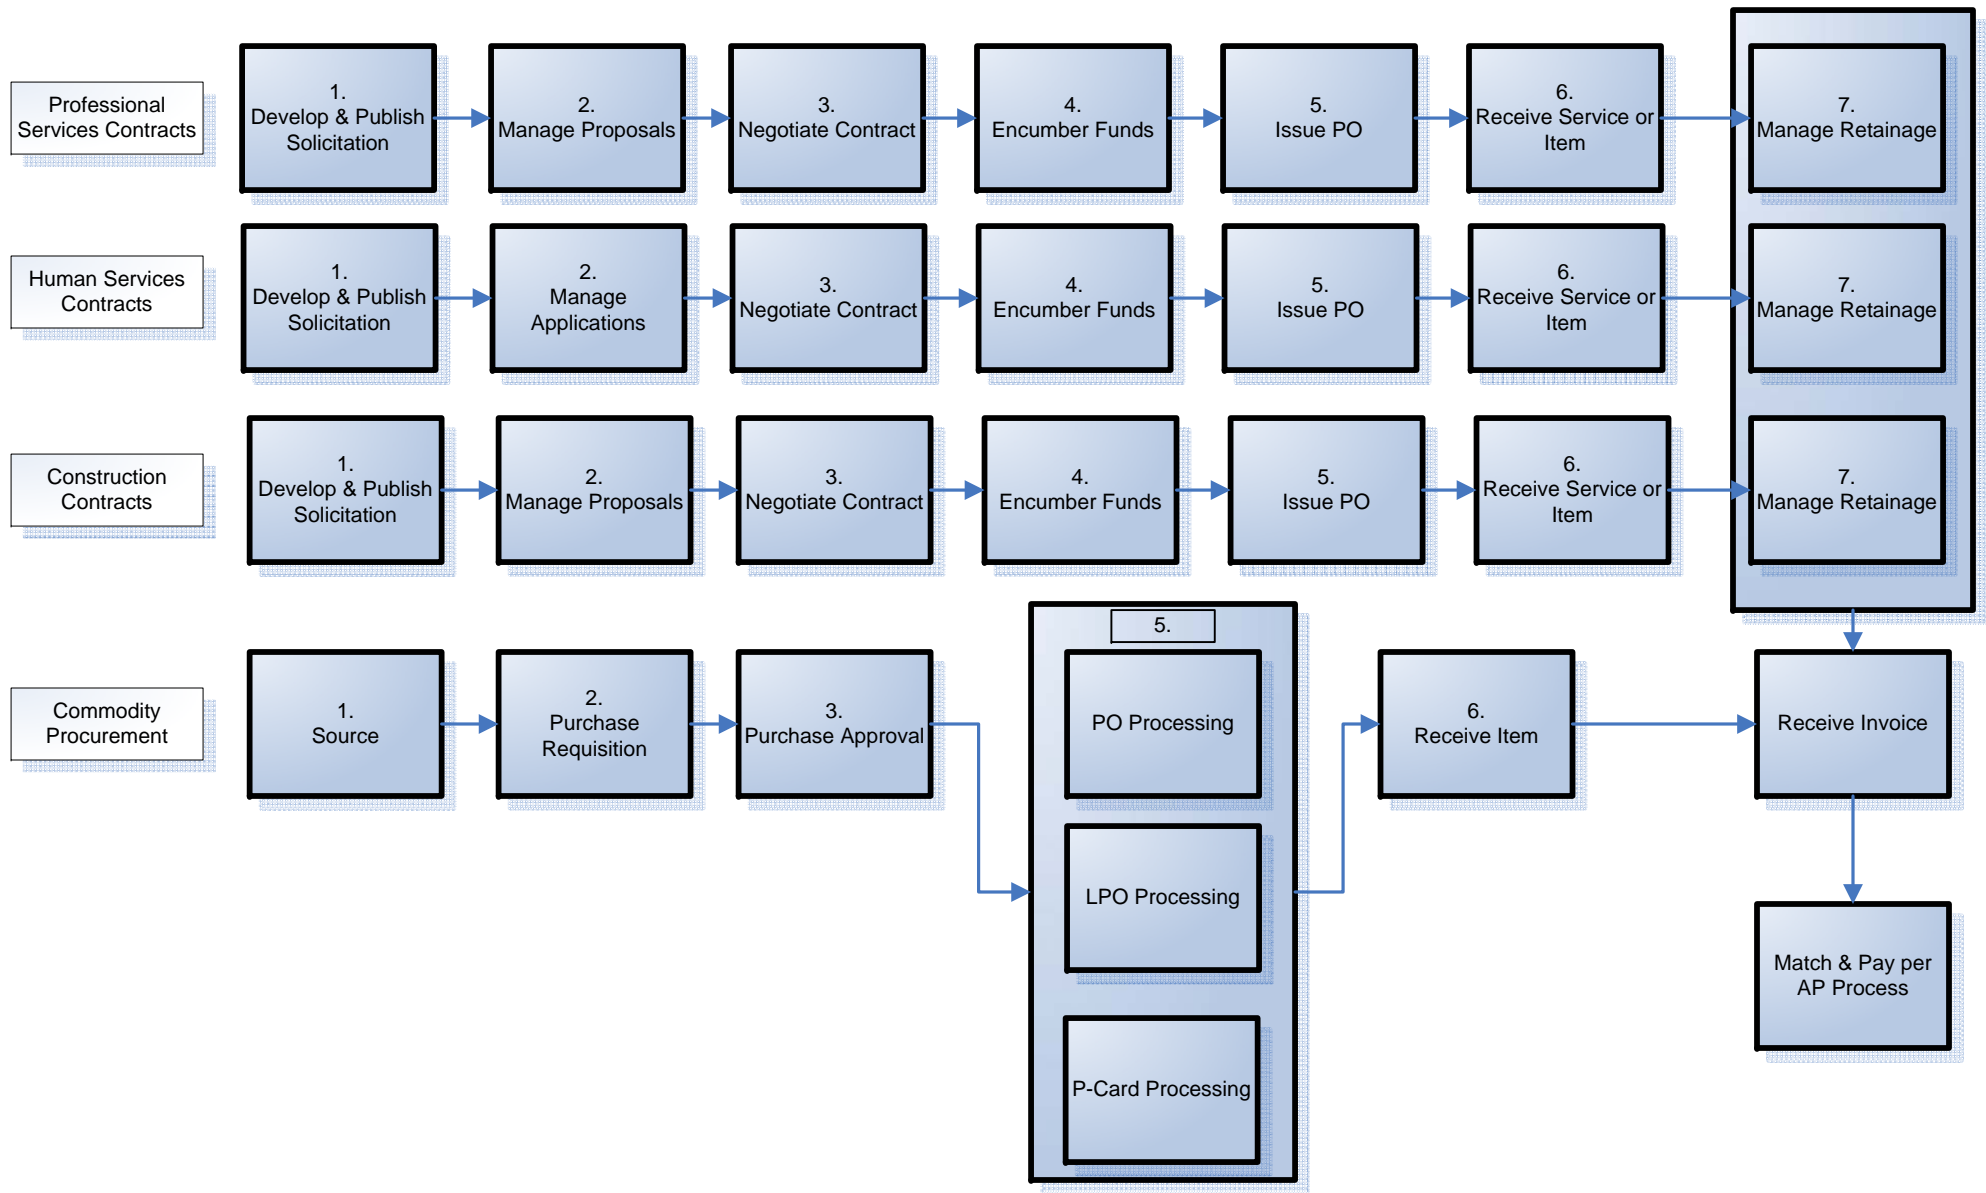 Professional
Services Contracts
1.
Develop & Publish
Solicitation
2.
Manage Proposals
3.
Negotiate Contract
4.
Encumber Funds
5.
Issue PO
6.
Receive Service or
Item
7.
Manage Retainage
Human Services
Contracts
1.
Develop & Publish
Solicitation
2.
Manage
Applications
3.
Negotiate Contract
4.
Encumber Funds
5.
Issue PO
6.
Receive Service or
Item
7.
Manage Retainage
Construction
Contracts
1.
Develop & Publish
Solicitation
2.
Manage Proposals
3.
Negotiate Contract
4.
Encumber Funds
5.
Issue PO
6.
Receive Service or
Item
7.
Manage Retainage
Commodity
Procurement
1.
Source
2.
Purchase
Requisition
3.
Purchase Approval
5.
PO Processing
LPO Processing
P-Card Processing
6.
Receive Item
Receive Invoice
Match & Pay per
AP Process